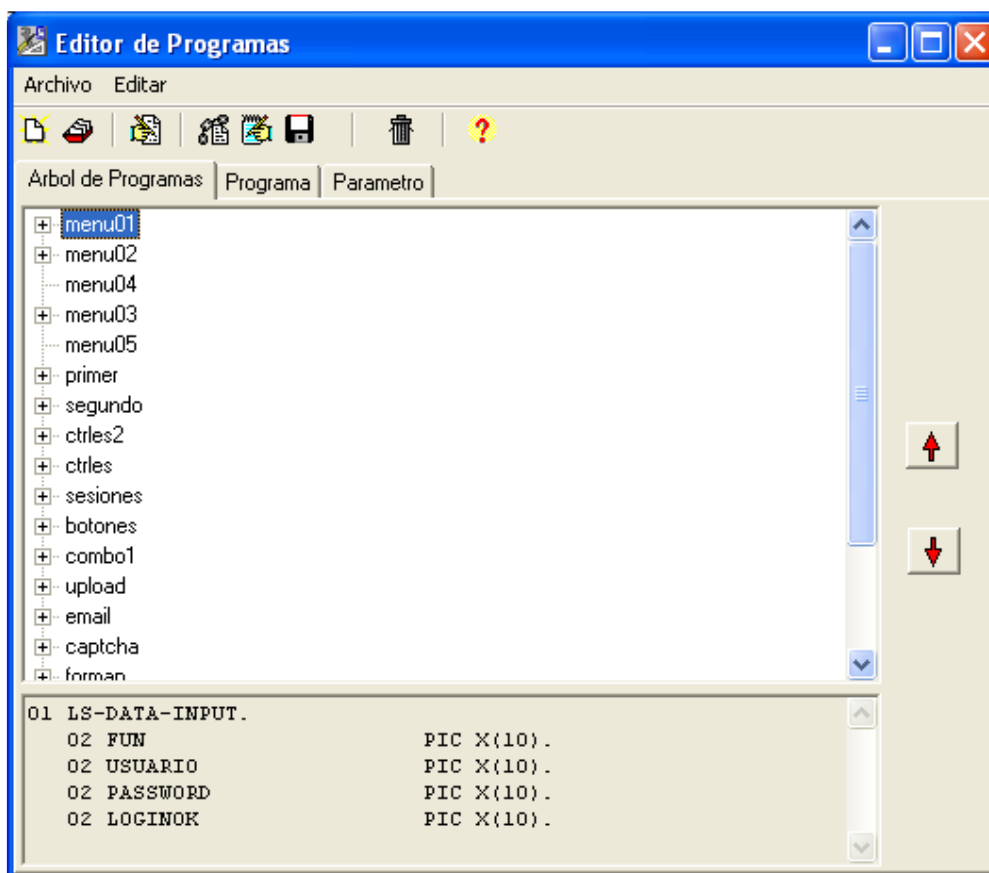 Editor de Programas
Archivo Editar
Arbol de Programas Programa Parametro
menu01
menu02
menu04
menu03
menu05
primer
segundo
ctrles2
ctrles
sesiones
botones
combo1
upload
email
captcha
01 LS-DATA-INPUT.
02 FUN PIC X(10).
02 USUARIO PIC X(10).
02 PASSWORD PIC X(10).
02 LOGINOK PIC X(10).